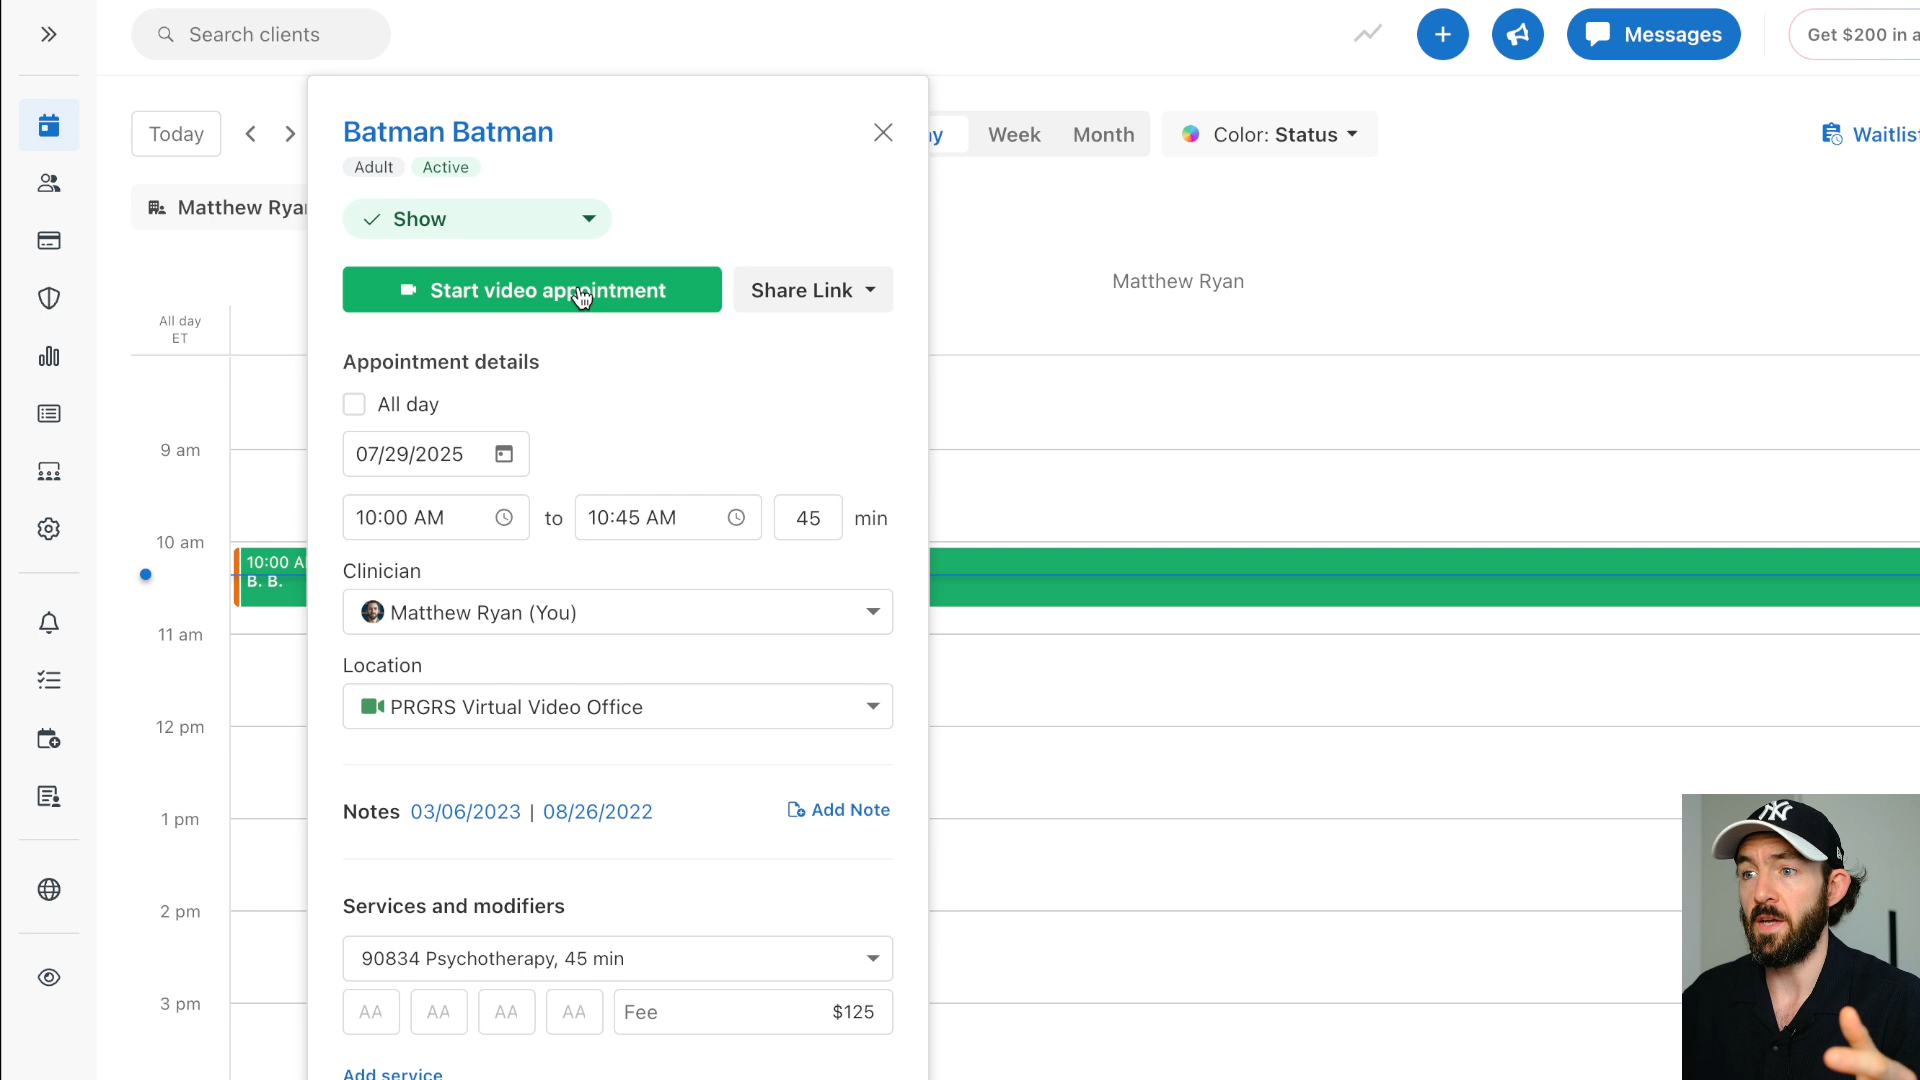 Search clients
Messages
Get $200 in a
Today
Batman Batman
Adult
Active
ay
Week
Month
Color: Status
Waitlis
Matthew Ryan
Show
Start video appointment
Share Link
Matthew Ryan
All day
ET
Appointment details
All day
07/29/2025
9 am
10:00 AM
to
10:45 AM
45
min
10 am
10:00 A
B. B.
Clinician
Matthew Ryan (You)
11 am
Location
PRGRS Virtual Video Office
12 pm
Notes 03/06/2023 | 08/26/2022
Add Note
1 pm
Services and modifiers
2 pm
90834 Psychotherapy, 45 min
3 pm
AA
AA
AA
AA
Fee
$125
Add service
NY